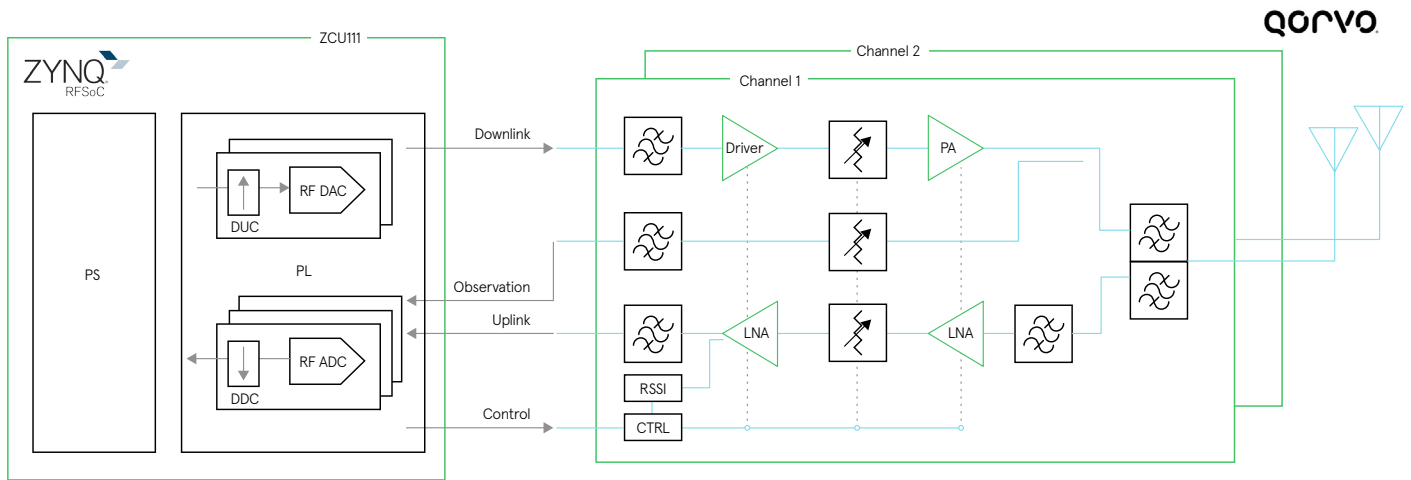 QORVO
ZCU111
ZYNQ
RFSoC
Channel 2
Channel 1
Downlink
Driver
PA
RF DAC
DUC
PS
PL
Observation
Uplink
LNA
LNA
RF ADC
DDC
RSSI
Control
CTRL